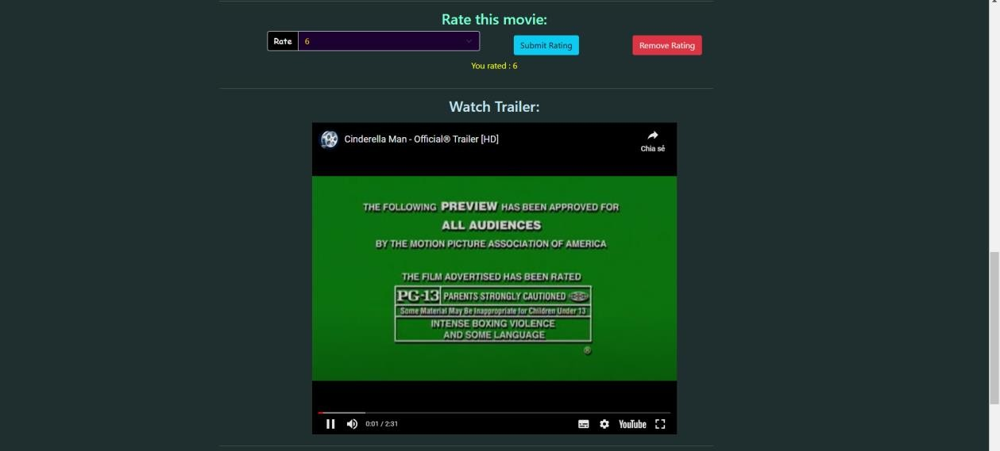 Rate this movie:
Rate 6
Submit Rating
Remove Rating
You rated : 6
Watch Trailer:
Cinderella Man - Official® Trailer [HD]
Chia sẻ
THE FOLLOWING PREVIEW HAS BEEN APPROVED FOR
ALL AUDIENCES
BY THE MOTION PICTURE ASSOCIATION OF AMERICA
THE FILM ADVERTISED HAS BEEN RATED
PG-13 PARENTS STRONGLY CAUTIONED
Some Material May Be Inappropriate for Children Under 13
INTENSE BOXING VIOLENCE
AND SOME LANGUAGE
®
0:01 / 2:31
YouTube